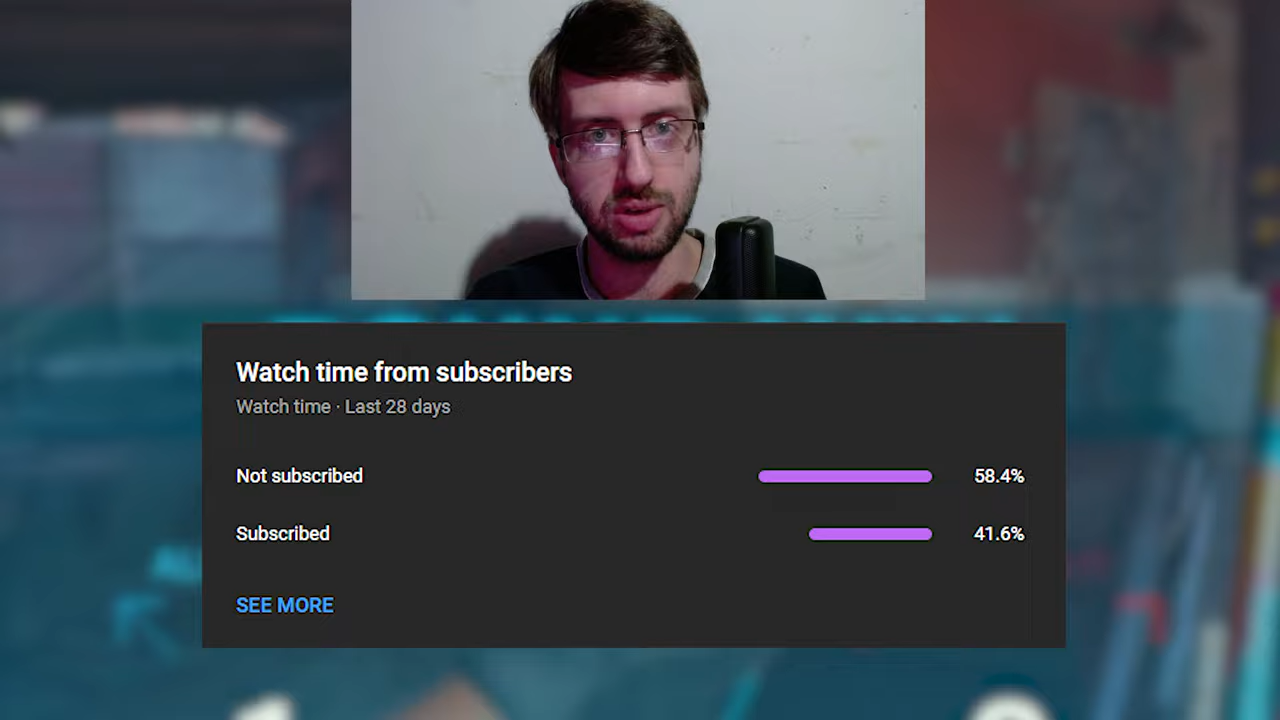 Watch time from subscribers
Watch time · Last 28 days
Not subscribed 58.4%
Subscribed 41.6%
SEE MORE